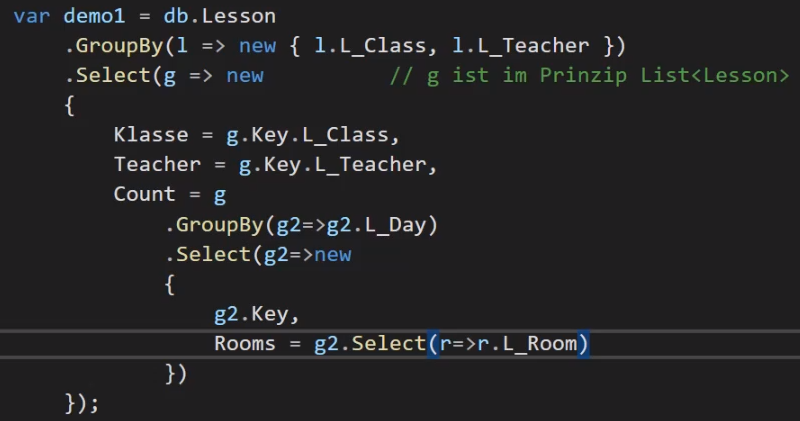 var demo1 = db.Lesson
.GroupBy(l => new { l.L_Class, l.L_Teacher })
.Select(g => new // g ist im Prinzip List<Lesson>
{
Klasse = g.Key.L_Class,
Teacher = g.Key.L_Teacher,
Count = g
.GroupBy(g2=>g2.L_Day)
.Select(g2=>new
{
g2.Key,
Rooms = g2.Select(r=>r.L_Room)
})
});